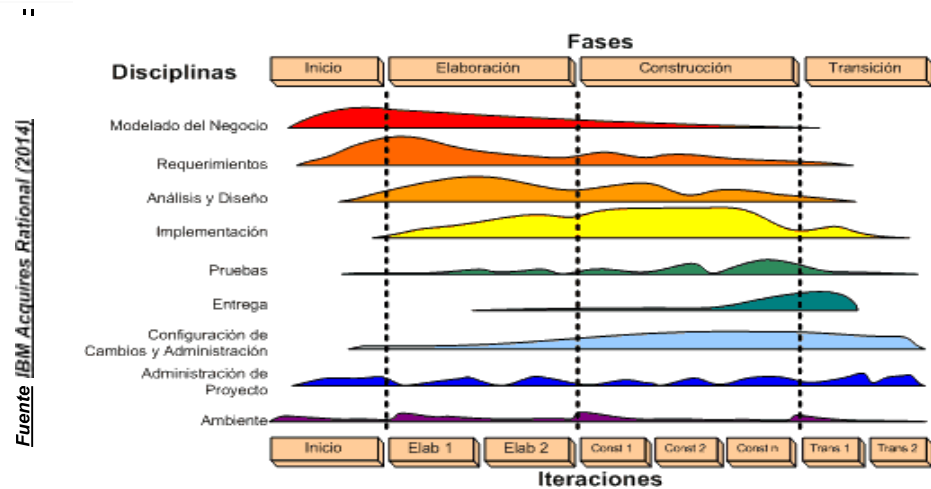 Fases
Disciplinas
Inicio
Elaboración
Construcción
Transición
Modelado del Negocio
Requerimientos
Análisis y Diseño
Implementación
Pruebas
Entrega
Configuración de
Cambios y Administración
Administración de
Proyecto
Ambiente
Inicio
Elab 1
Elab 2
Const 1
Const 2
Const n
Trans 1
Trans 2
Iteraciones
Fuente IBM Acquires Rational (2014)